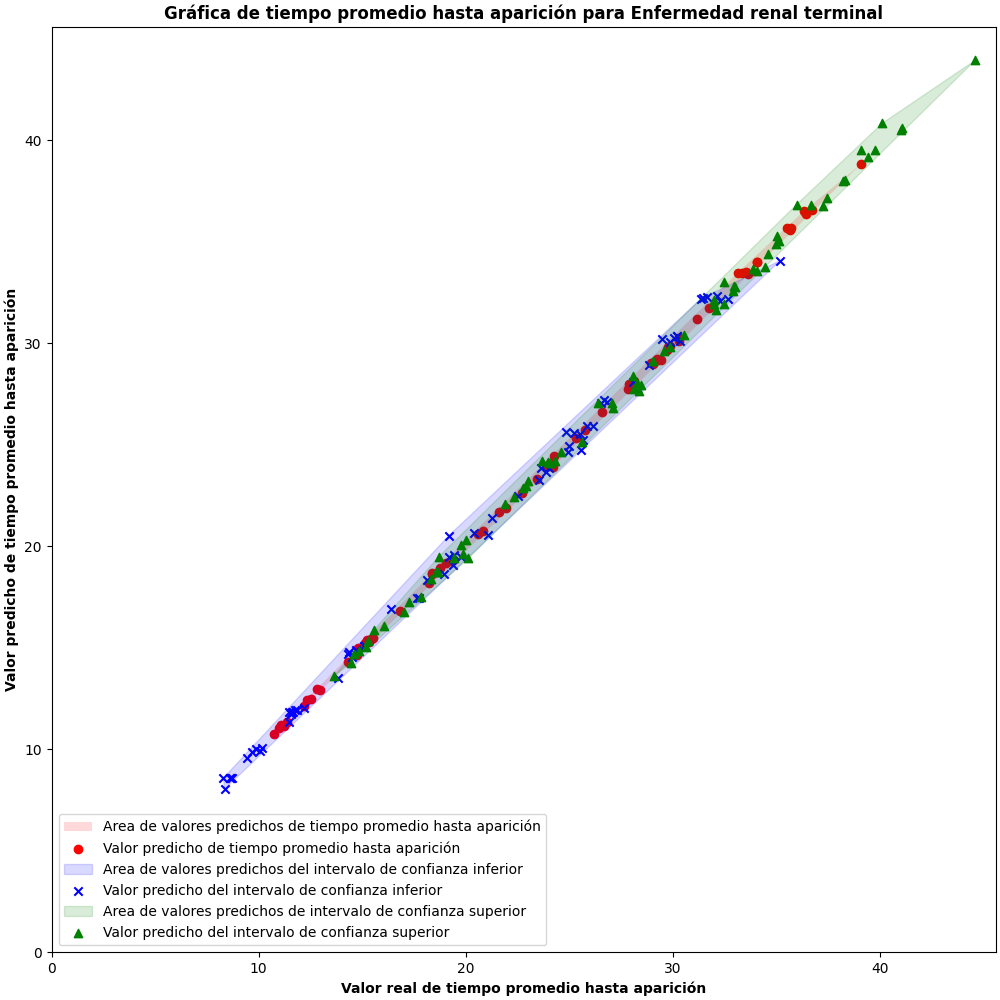 Gráfica de tiempo promedio hasta aparición para Enfermedad renal terminal
Valor predicho de tiempo promedio hasta aparición
40
30
20
10
0
Area de valores predichos de tiempo promedio hasta aparición
Valor predicho de tiempo promedio hasta aparición
Area de valores predichos del intervalo de confianza inferior
Valor predicho del intervalo de confianza inferior
Area de valores predichos de intervalo de confianza superior
Valor predicho del intervalo de confianza superior
0 10 20 30 40
Valor real de tiempo promedio hasta aparición